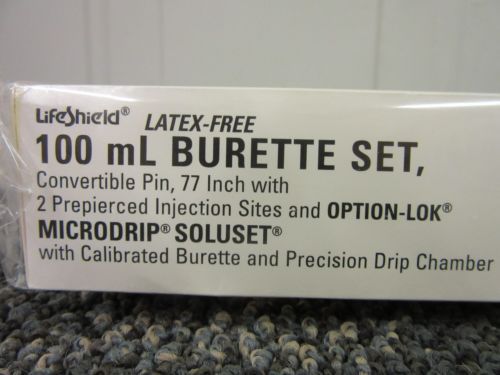 LifeShield® LATEX-FREE
100 mL BURETTE SET,
Convertible Pin, 77 Inch with
2 Prepierced Injection Sites and OPTION-LOK®
MICRODRIP® SOLUSET®
with Calibrated Burette and Precision Drip Chamber